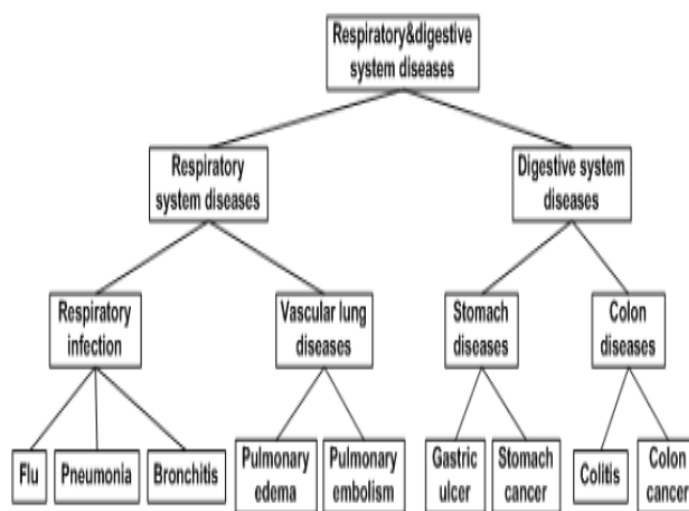 Respiratory&digestive
system diseases
Respiratory
system diseases
Digestive system
diseases
Respiratory
infection
Vascular lung
diseases
Stomach
diseases
Colon
diseases
Flu
Pneumonia
Bronchitis
Pulmonary
edema
Pulmonary
embolism
Gastric
ulcer
Stomach
cancer
Colitis
Colon
cancer